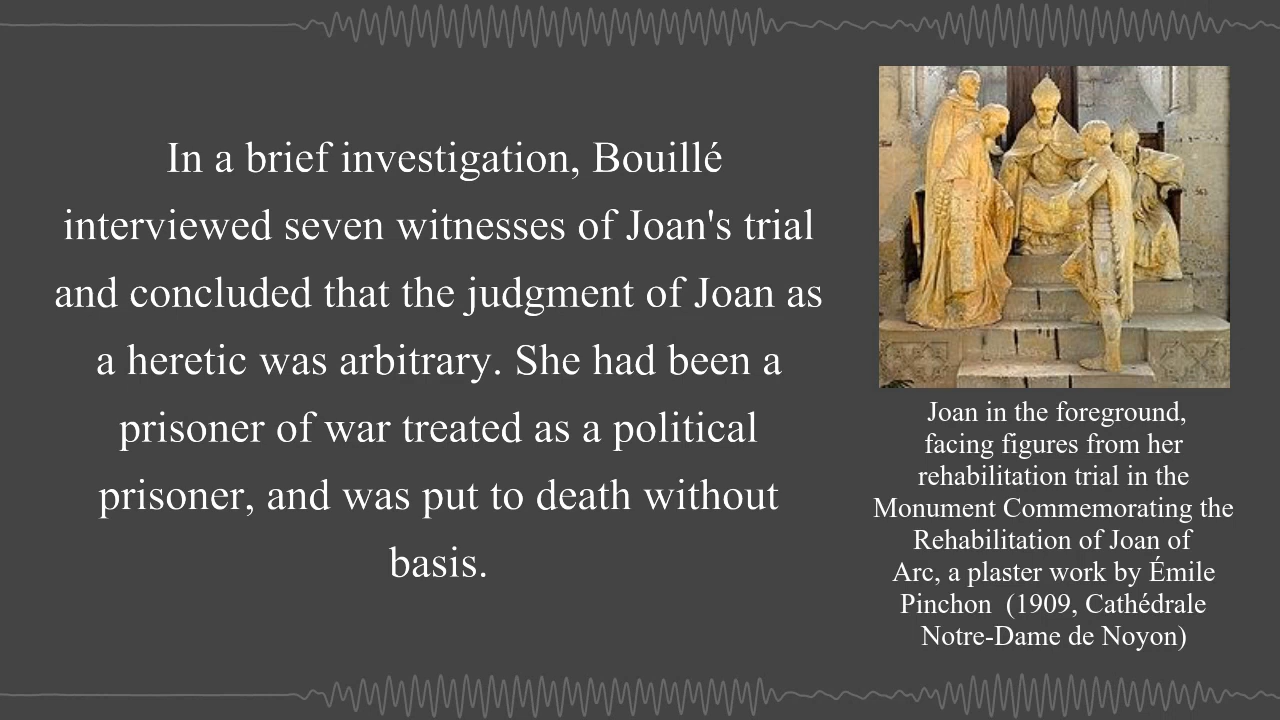 In a brief investigation, Bouillé
interviewed seven witnesses of Joan's trial
and concluded that the judgment of Joan as
a heretic was arbitrary. She had been a
prisoner of war treated as a political
prisoner, and was put to death without
basis.
Joan in the foreground,
facing figures from her
rehabilitation trial in the
Monument Commemorating the
Rehabilitation of Joan of
Arc, a plaster work by Émile
Pinchon  (1909, Cathédrale
Notre-Dame de Noyon)